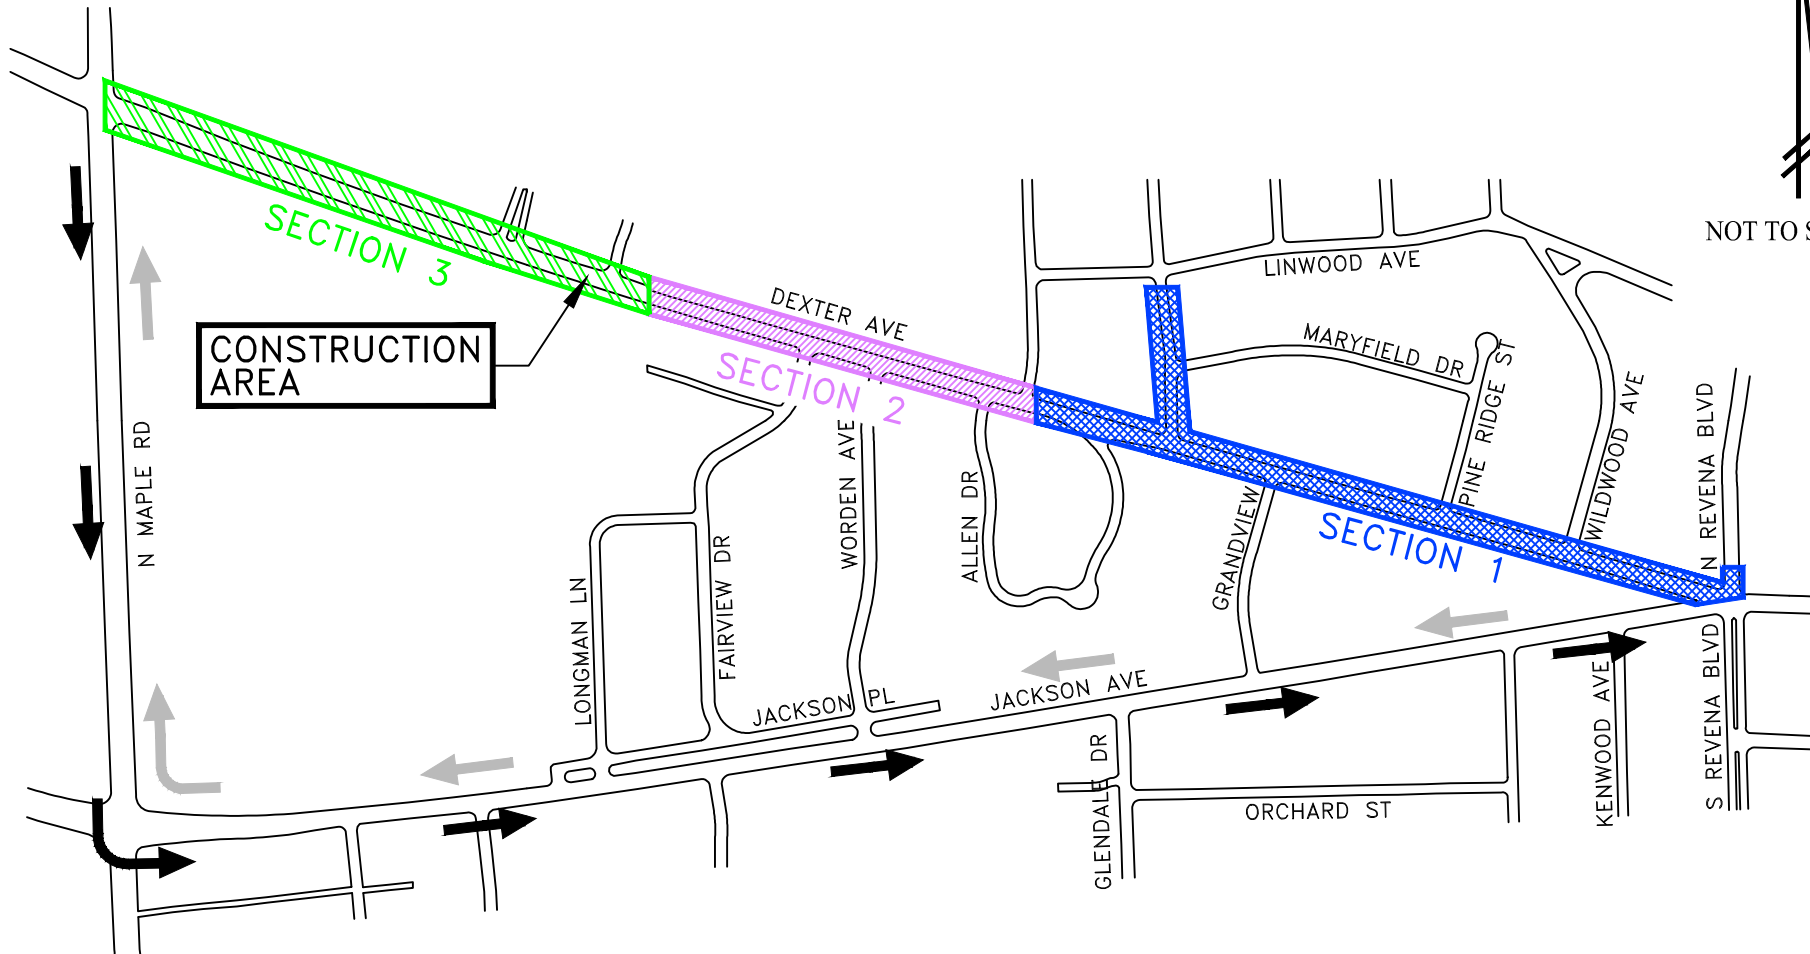 NOT TO S
SECTION 3
LINWOOD AVE
DEXTER AVE
CONSTRUCTION
AREA
MARYFIELD DR
SECTION 2
PINE RIDGE ST
WILDWOOD AVE
N REVENA BLVD
N MAPLE RD
WORDEN AVE
ALLEN DR
GRANDVIEW
SECTION 1
FAIRVIEW DR
LONGMAN LN
JACKSON PL
JACKSON AVE
GLENDALE DR
KENWOOD AVE
S REVENA BLVD
ORCHARD ST